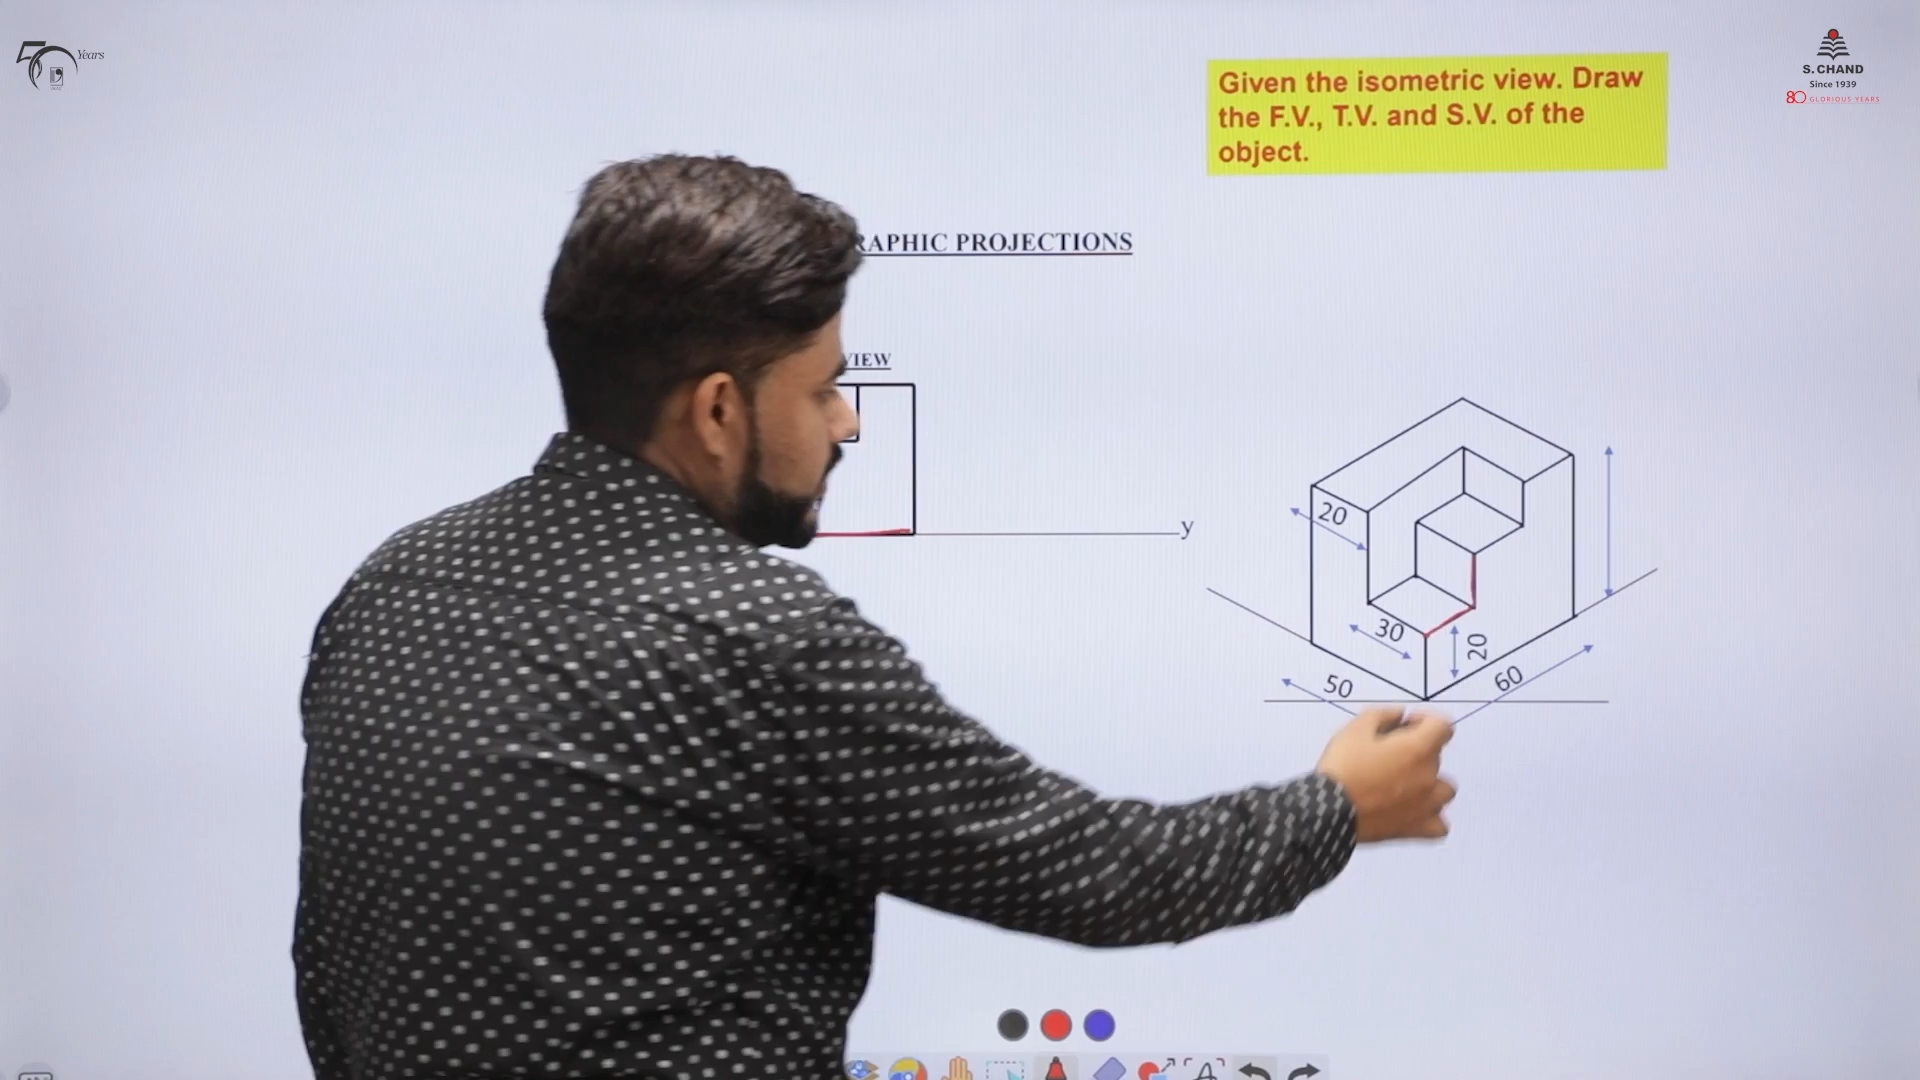 50 Years
S. CHAND
Since 1939
80 GLORIOUS YEARS
Given the isometric view. Draw
the F.V., T.V. and S.V. of the
object.
RAPHIC PROJECTIONS
VIEW
y
20
30
20
50
60